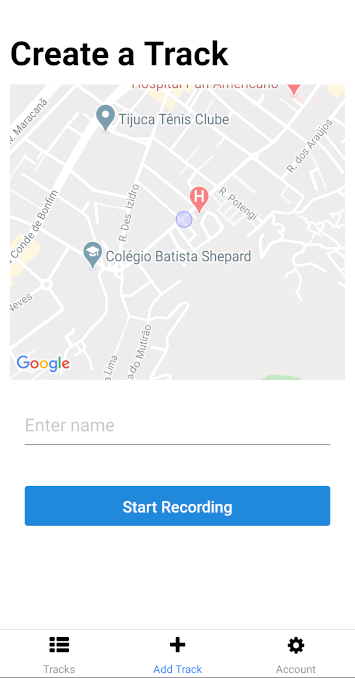 Create a Track
Hospital Pan Americano
Tijuca Tênis Clube
v. Maracanã
R. dos Araújos
R. Des. Izidro
H
R. Potengi
Conde de Bonfim
Colégio Batista Shepard
Neves
Lima
do Mutirão
Google
Enter name
Start Recording
Tracks
Add Track
Account